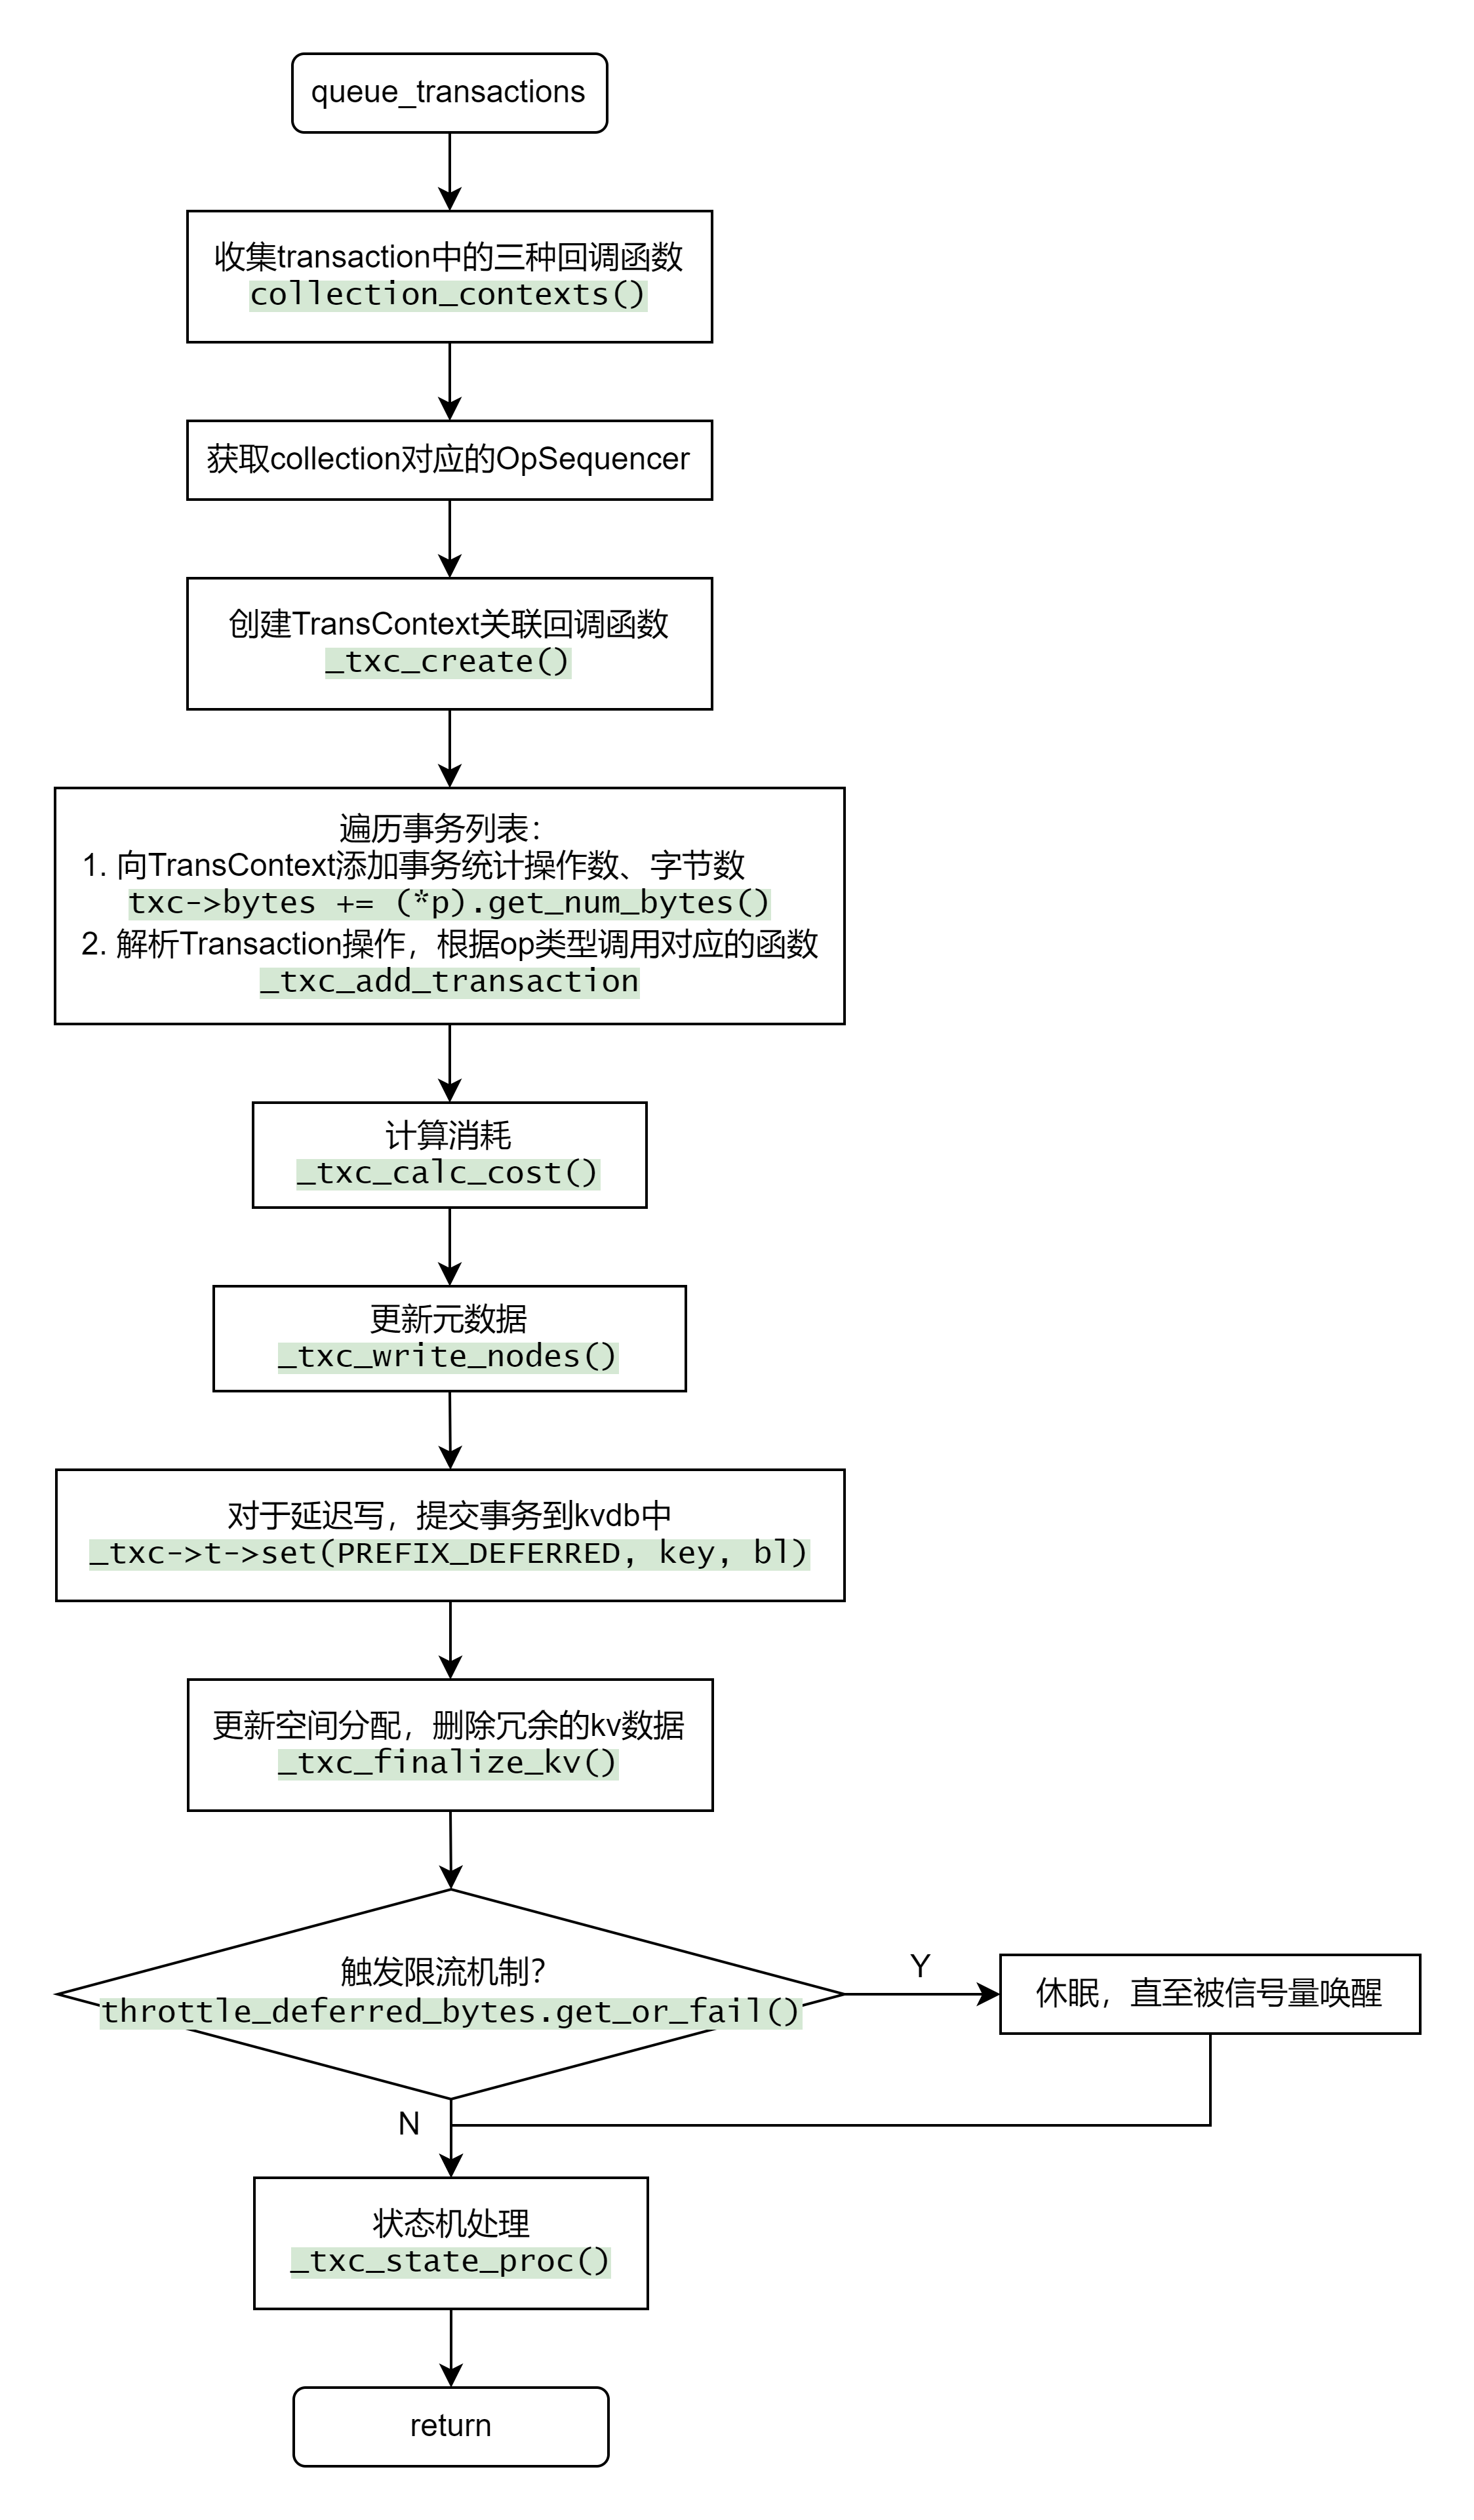 queue_transactions
收集transaction中的三种回调函数
collection_contexts()
获取collection对应的OpSequencer
创建TransContext关联回调函数
_txc_create()
遍历事务列表：
1. 向TransContext添加事务统计操作数、字节数
txc->bytes += (*p).get_num_bytes()
2. 解析Transaction操作，根据op类型调用对应的函数
_txc_add_transaction
计算消耗
_txc_calc_cost()
更新元数据
_txc_write_nodes()
对于延迟写，提交事务到kvdb中
_txc->t->set(PREFIX_DEFERRED, key, bl)
更新空间分配，删除冗余的kv数据
_txc_finalize_kv()
触发限流机制？
throttle_deferred_bytes.get_or_fail()
Y
休眠，直至被信号量唤醒
N
状态机处理
_txc_state_proc()
return